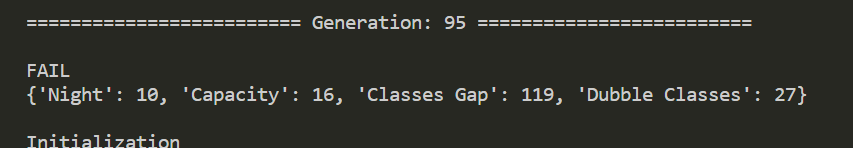 ========================= Generation: 95 =========================
FAIL
{'Night': 10, 'Capacity': 16, 'Classes Gap': 119, 'Dubble Classes': 27}
Initialization